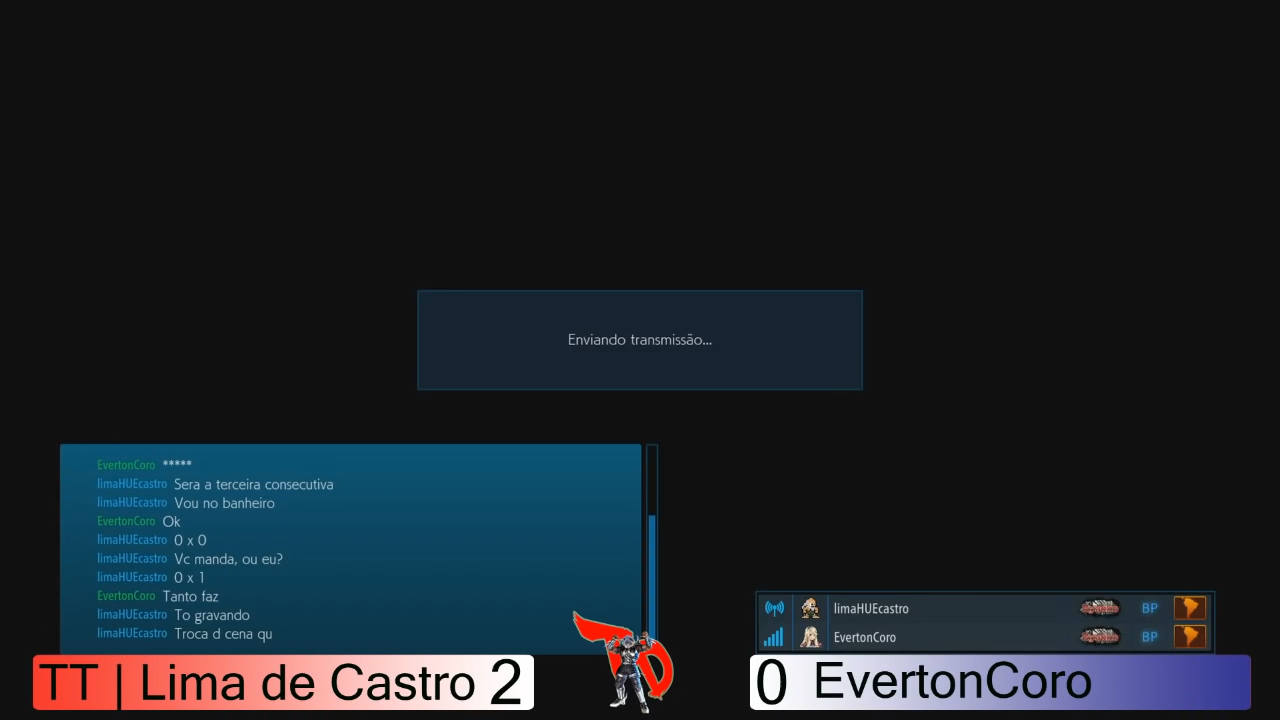 Enviando transmissão...
EvertonCoro *****
limaHUEcastro Sera a terceira consecutiva
limaHUEcastro Vou no banheiro
EvertonCoro Ok
limaHUEcastro 0 x 0
limaHUEcastro Vc manda, ou eu?
limaHUEcastro 0 x 1
EvertonCoro Tanto faz
limaHUEcastro To gravando
limaHUEcastro Troca d cena qu
limaHUEcastro BP
EvertonCoro BP
TT | Lima de Castro 2
0 EvertonCoro